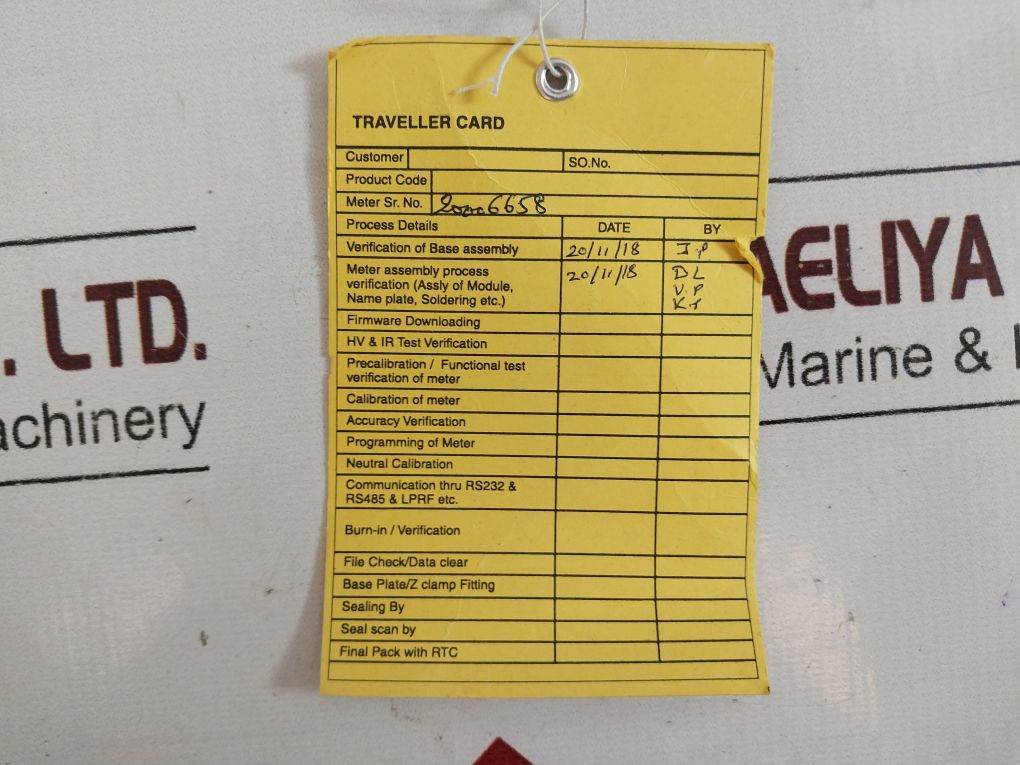 TRAVELLER CARD
Customer SO.No.
Product Code
Meter Sr. No. 20006658
Process Details DATE BY
Verification of Base assembly 20/11/18 J.P
Meter assembly process 20/11/18 DL
verification (Assly of Module, V.P
Name plate, Soldering etc.)
Firmware Downloading
HV & IR Test Verification
Precalibration / Functional test
verification of meter
Calibration of meter
Accuracy Verification
Programming of Meter
Neutral Calibration
Communication thru RS232 &
RS485 & LPRF etc.
Burn-in / Verification
File Check/Data clear
Base Plate/Z clamp Fitting
Sealing By
Seal scan by
Final Pack with RTC
. LTD.
achinery
AELIYA
Marine &